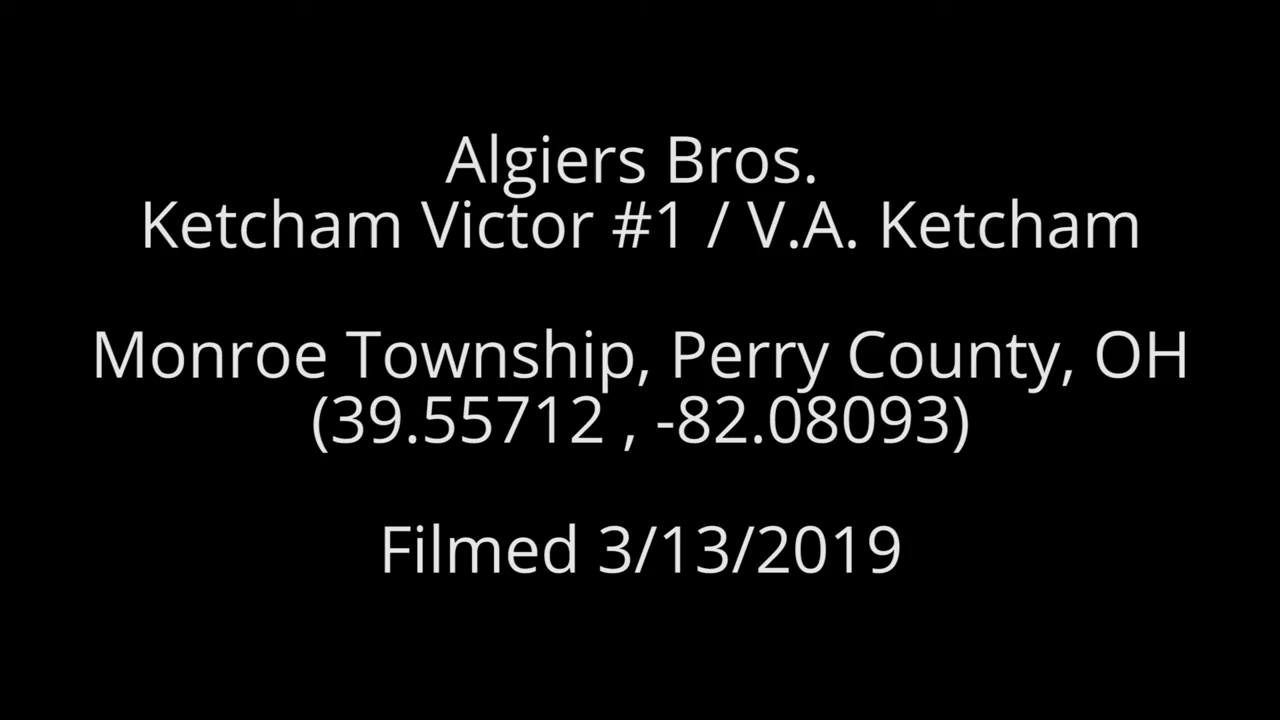 Algiers Bros.
Ketcham Victor #1 / V.A. Ketcham
Monroe Township, Perry County, OH
(39.55712 , -82.08093)
Filmed 3/13/2019